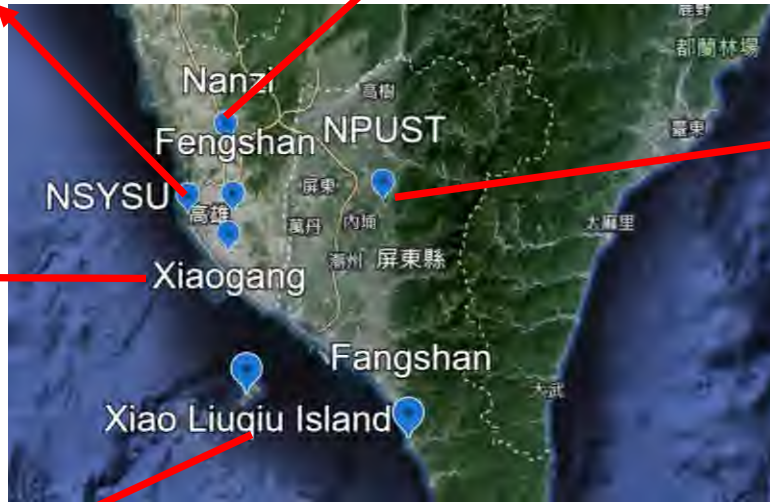 鹿野
都蘭林場
Nanzi
高樹
Fengshan
NPUST
臺東
屏東
NSYSU
高雄
萬丹
內埔
太麻里
潮州
屏東縣
Xiaogang
Fangshan
大武
Xiao Liuqiu Island